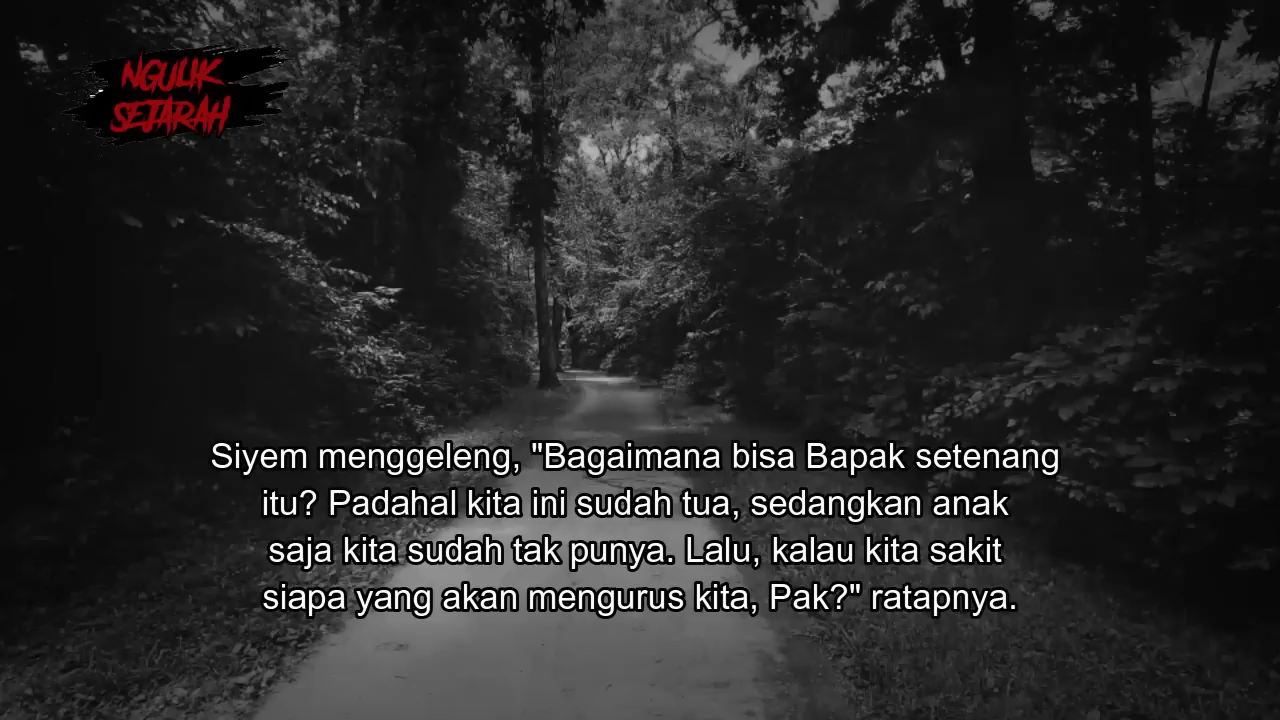 NGULIK
SEJARAH
Siyem menggeleng, "Bagaimana bisa Bapak setenang
itu? Padahal kita ini sudah tua, sedangkan anak
saja kita sudah tak punya. Lalu, kalau kita sakit
siapa yang akan mengurus kita, Pak?" ratapnya.